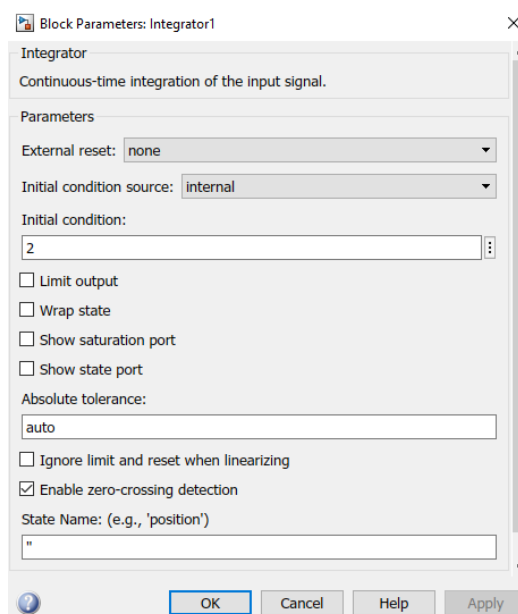 Block Parameters: Integrator1
Integrator
Continuous-time integration of the input signal.
Parameters
External reset: none
Initial condition source: internal
Initial condition:
2
Limit output
Wrap state
Show saturation port
Show state port
Absolute tolerance:
auto
Ignore limit and reset when linearizing
Enable zero-crossing detection
State Name: (e.g., 'position')
''
OK Cancel Help Apply